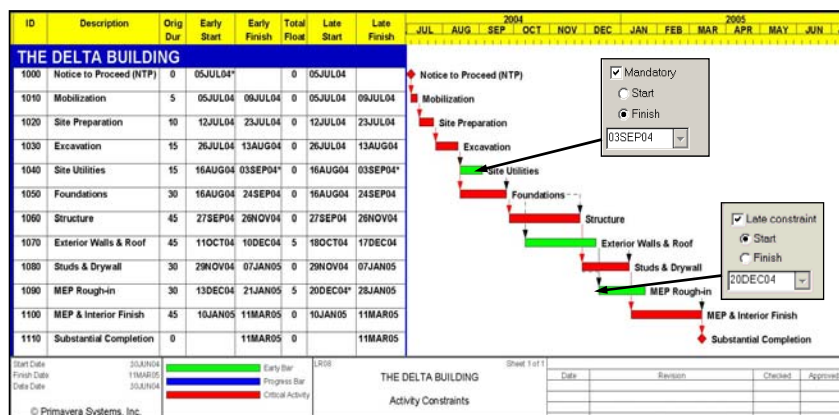 ID Description Orig Dur Early Start Early Finish Total Float Late Start Late Finish
2004 2005
JUL AUG SEP OCT NOV DEC JAN FEB MAR APR MAY JUN
THE DELTA BUILDING
1000 Notice to Proceed (NTP) 0 05JUL04* 0 05JUL04 Notice to Proceed (NTP)
1010 Mobilization 5 05JUL04 09JUL04 0 05JUL04 09JUL04 Mobilization
1020 Site Preparation 10 12JUL04 23JUL04 0 12JUL04 23JUL04 Site Preparation
1030 Excavation 15 26JUL04 13AUG04 0 26JUL04 13AUG04 Excavation
1040 Site Utilities 15 16AUG04 03SEP04* 0 16AUG04 03SEP04* Site Utilities
1050 Foundations 30 16AUG04 24SEP04 0 16AUG04 24SEP04 Foundations
1060 Structure 45 27SEP04 26NOV04 0 27SEP04 26NOV04 Structure
1070 Exterior Walls & Roof 45 11OCT04 10DEC04 5 18OCT04 17DEC04 Exterior Walls & Roof
1080 Studs & Drywall 30 29NOV04 07JAN05 0 29NOV04 07JAN05 Studs & Drywall
1090 MEP Rough-in 30 13DEC04 21JAN05 5 20DEC04* 28JAN05 MEP Rough-in
1100 MEP & Interior Finish 45 10JAN05 11MAR05 0 10JAN05 11MAR05 MEP & Interior Finish
1110 Substantial Completion 0 11MAR05 0 11MAR05 Substantial Completion
Mandatory
Start
Finish
03SEP04
Late constraint
Start
Finish
20DEC04
Start Date 30JUN04
Finish Date 11MAR05
Data Date 30JUN04
© Primavera Systems, Inc.
Early Bar
Progress Bar
Critical Activity
LR09
Sheet 1 of 1
THE DELTA BUILDING
Activity Constraints
Date Revision Checked Approved